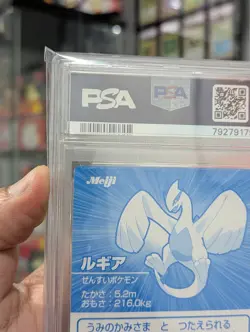 PSA
PSA
7927917
Meiji
ルギア
せんすいポケモン
たかさ:5.2m
おもさ:216.0kg
うみのかみさま と つたえられる